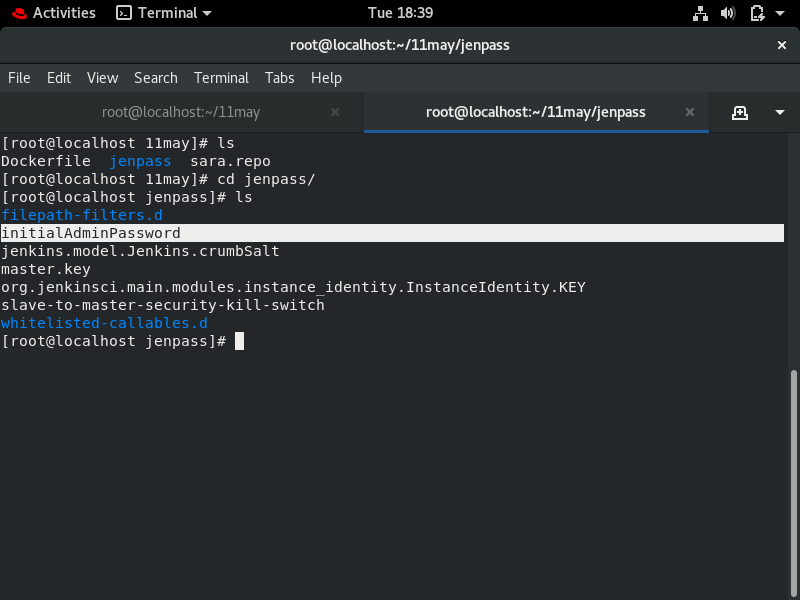 Activities Terminal Tue 18:39
root@localhost:~/11may/jenpass ×
File Edit View Search Terminal Tabs Help
root@localhost:~/11may × root@localhost:~/11may/jenpass ×
[root@localhost 11may]# ls
Dockerfile jenpass sara.repo
[root@localhost 11may]# cd jenpass/
[root@localhost jenpass]# ls
filepath-filters.d
initialAdminPassword
jenkins.model.Jenkins.crumbSalt
master.key
org.jenkinsci.main.modules.instance_identity.InstanceIdentity.KEY
slave-to-master-security-kill-switch
whitelisted-callables.d
[root@localhost jenpass]#